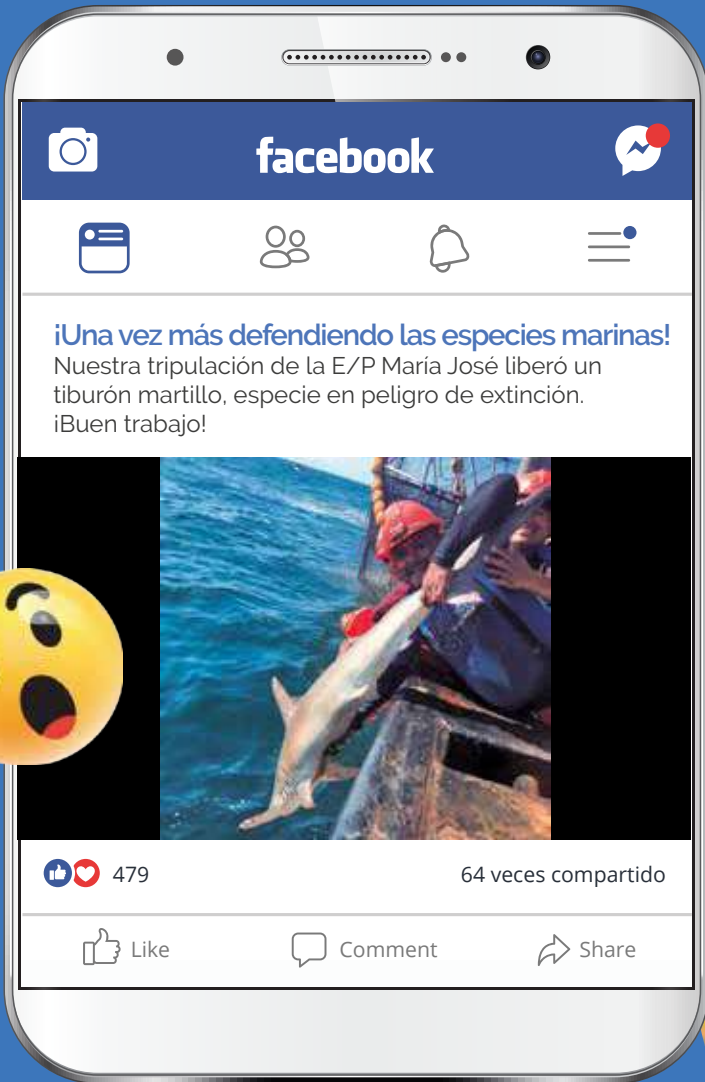 facebook
¡Una vez más defendiendo las especies marinas!
Nuestra tripulación de la E/P María José liberó un
tiburón martillo, especie en peligro de extinción.
¡Buen trabajo!
479
64 veces compartido
Like
Comment
Share